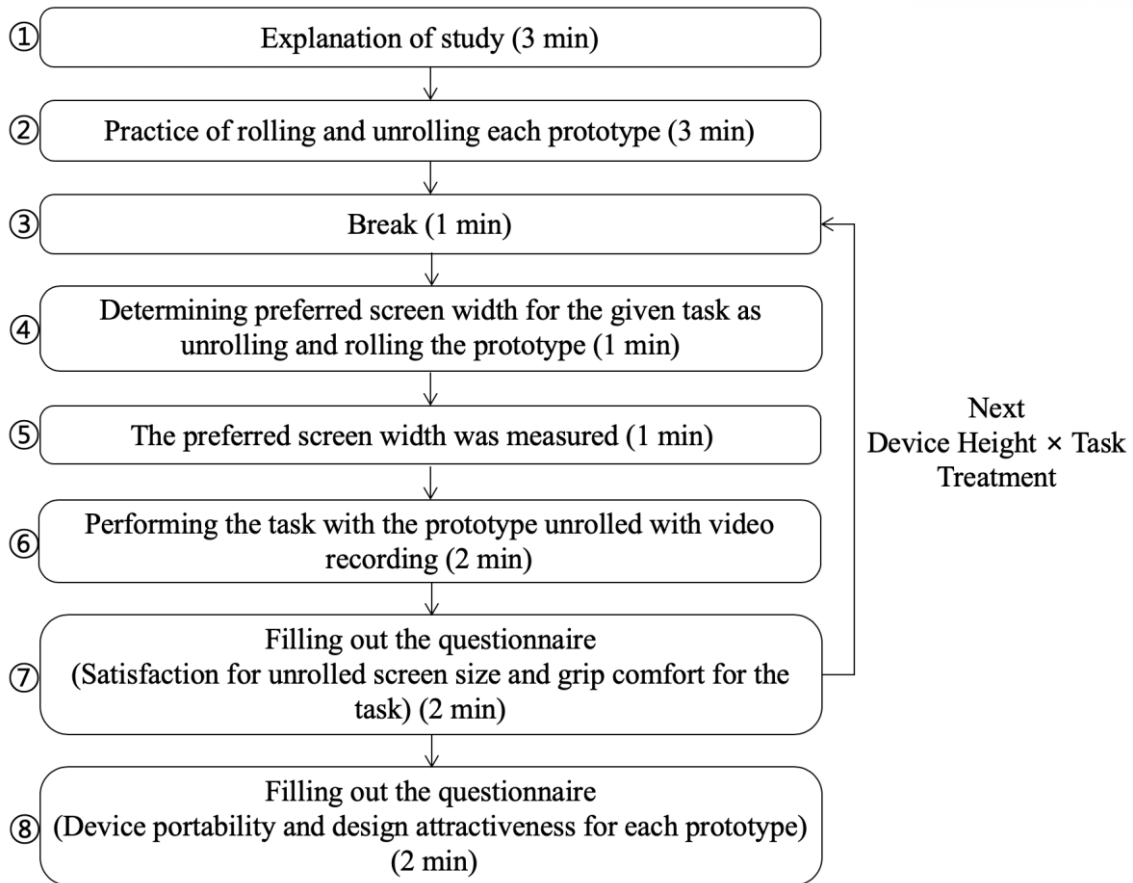 ① Explanation of study (3 min)
② Practice of rolling and unrolling each prototype (3 min)
③ Break (1 min)
④ Determining preferred screen width for the given task as
unrolling and rolling the prototype (1 min)
⑤ The preferred screen width was measured (1 min)
⑥ Performing the task with the prototype unrolled with video
recording (2 min)
⑦ Filling out the questionnaire
(Satisfaction for unrolled screen size and grip comfort for the
task) (2 min)
⑧ Filling out the questionnaire
(Device portability and design attractiveness for each prototype)
(2 min)
Next
Device Height × Task
Treatment